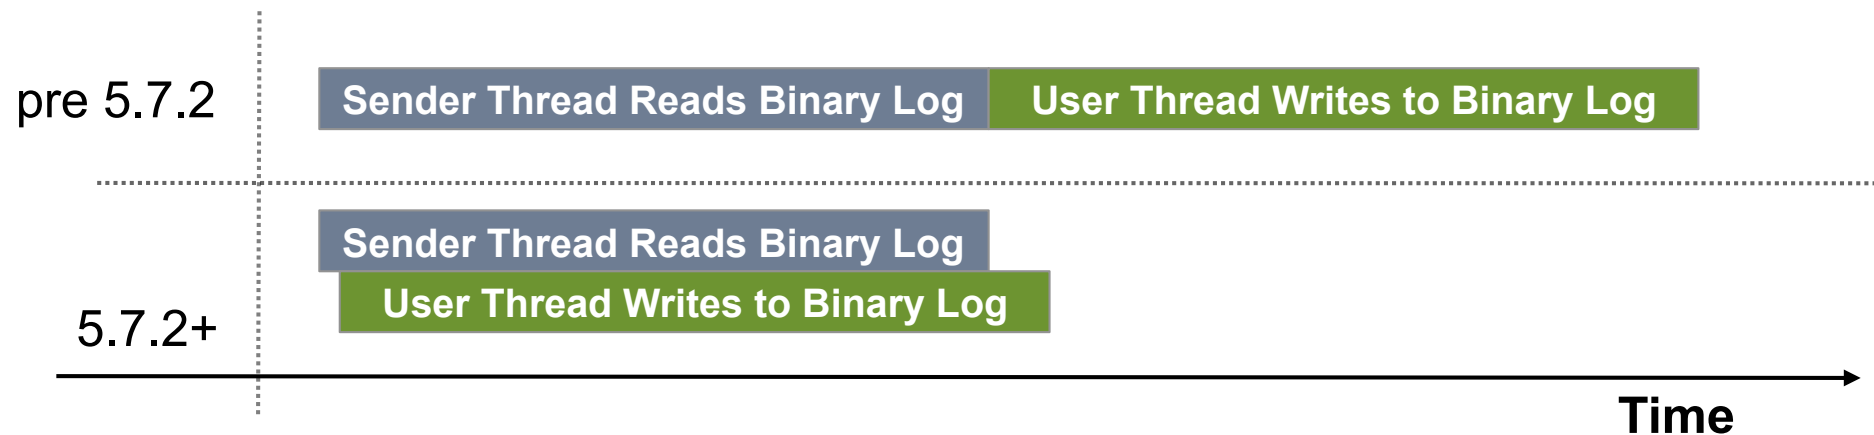 pre 5.7.2
Sender Thread Reads Binary Log
User Thread Writes to Binary Log
Sender Thread Reads Binary Log
User Thread Writes to Binary Log
5.7.2+
Time